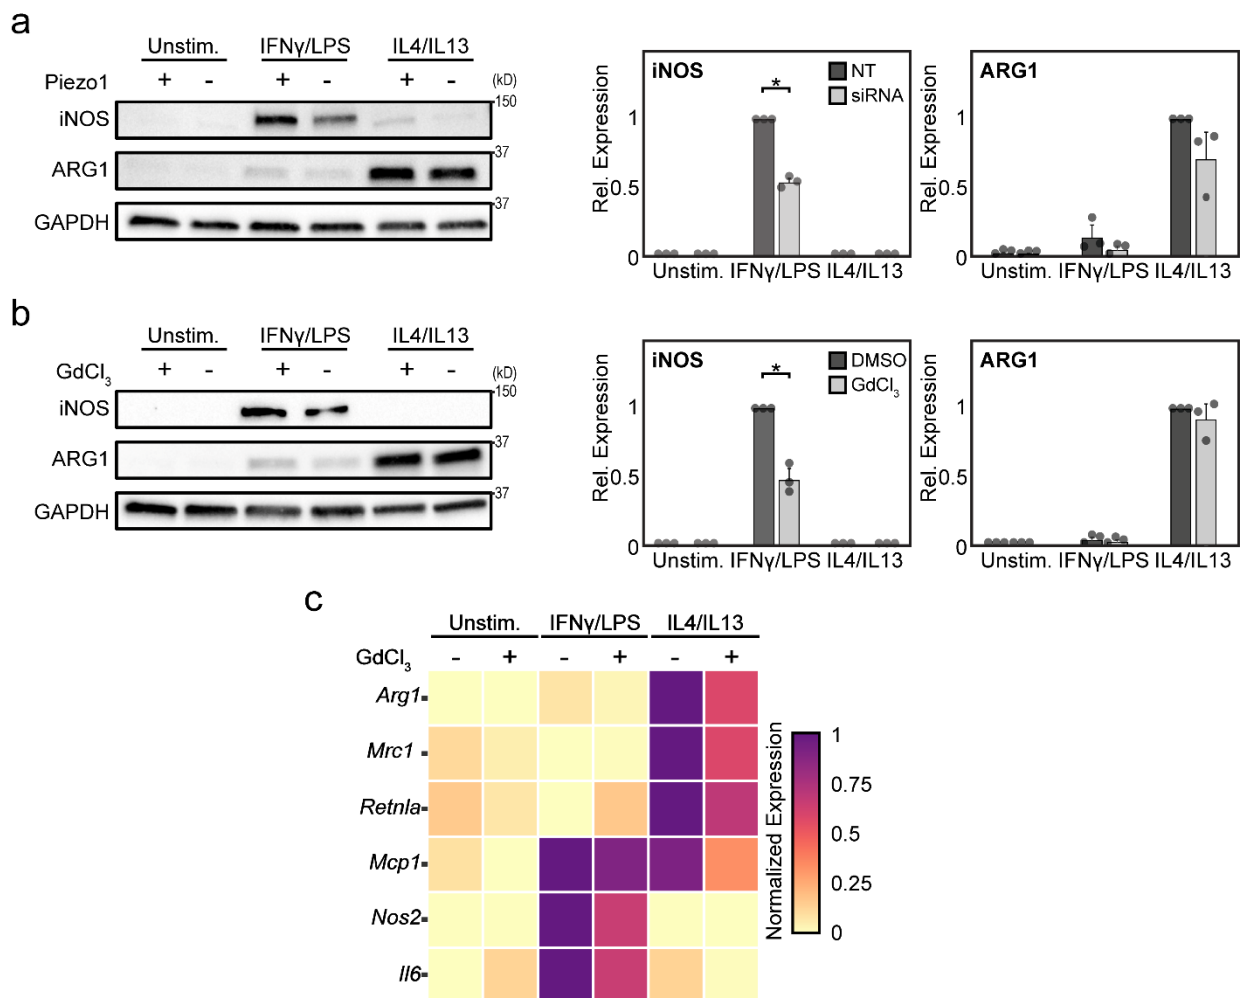 a
Unstim. IFNγ/LPS IL4/IL13
Piezo1 + - + - + - (kD)
iNOS 150
ARG1 37
GAPDH 37
iNOS
NT
siRNA
*
Rel. Expression
1
0.5
0
Unstim. IFNγ/LPS IL4/IL13
ARG1
Rel. Expression
1
0.5
0
Unstim. IFNγ/LPS IL4/IL13
b
Unstim. IFNγ/LPS IL4/IL13
GdCl₃ + - + - + - (kD)
iNOS 150
ARG1 37
GAPDH 37
iNOS
DMSO
GdCl₃
*
Rel. Expression
1
0.5
0
Unstim. IFNγ/LPS IL4/IL13
ARG1
Rel. Expression
1
0.5
0
Unstim. IFNγ/LPS IL4/IL13
c
Unstim. IFNγ/LPS IL4/IL13
GdCl₃ - + - + - +
Arg1
Mrc1
Retnla
Mcp1
Nos2
Il6
Normalized Expression
1
0.75
0.5
0.25
0